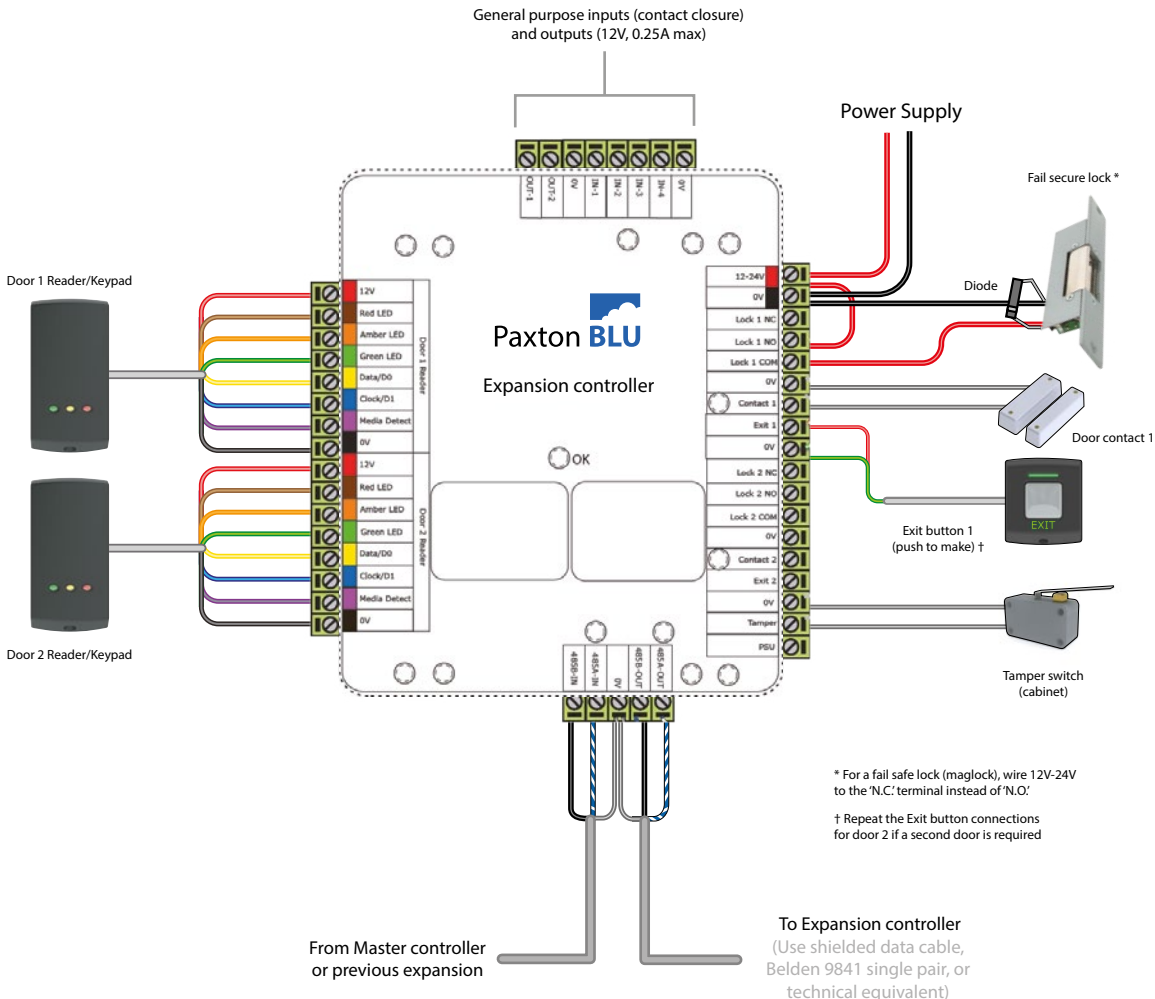 General purpose inputs (contact closure)
and outputs (12V, 0.25A max)
Power Supply
Fail secure lock *
OUT-1
OUT-2
0V
IN-1
IN-2
IN-3
IN-4
0V
Door 1 Reader/Keypad
12V
Red LED
Amber LED
Green LED
Data/D0
Clock/D1
Media Detect
0V
Door 1 Reader
12V
Red LED
Amber LED
Green LED
Data/D0
Clock/D1
Media Detect
0V
Door 2 Reader
Door 2 Reader/Keypad
Paxton BLU
Expansion controller
OK
12-24V
0V
Lock 1 NC
Lock 1 NO
Lock 1 COM
0V
Contact 1
Exit 1
0V
Lock 2 NC
Lock 2 NO
Lock 2 COM
0V
Contact 2
Exit 2
0V
Tamper
PSU
Diode
Door contact 1
EXIT
Exit button 1
(push to make) †
Tamper switch
(cabinet)
485B-IN
485A-IN
0V
485B-OUT
485A-OUT
* For a fail safe lock (maglock), wire 12V-24V
to the ‘N.C.’ terminal instead of ‘N.O.’
† Repeat the Exit button connections
for door 2 if a second door is required
From Master controller
or previous expansion
To Expansion controller
(Use shielded data cable,
Belden 9841 single pair, or
technical equivalent)